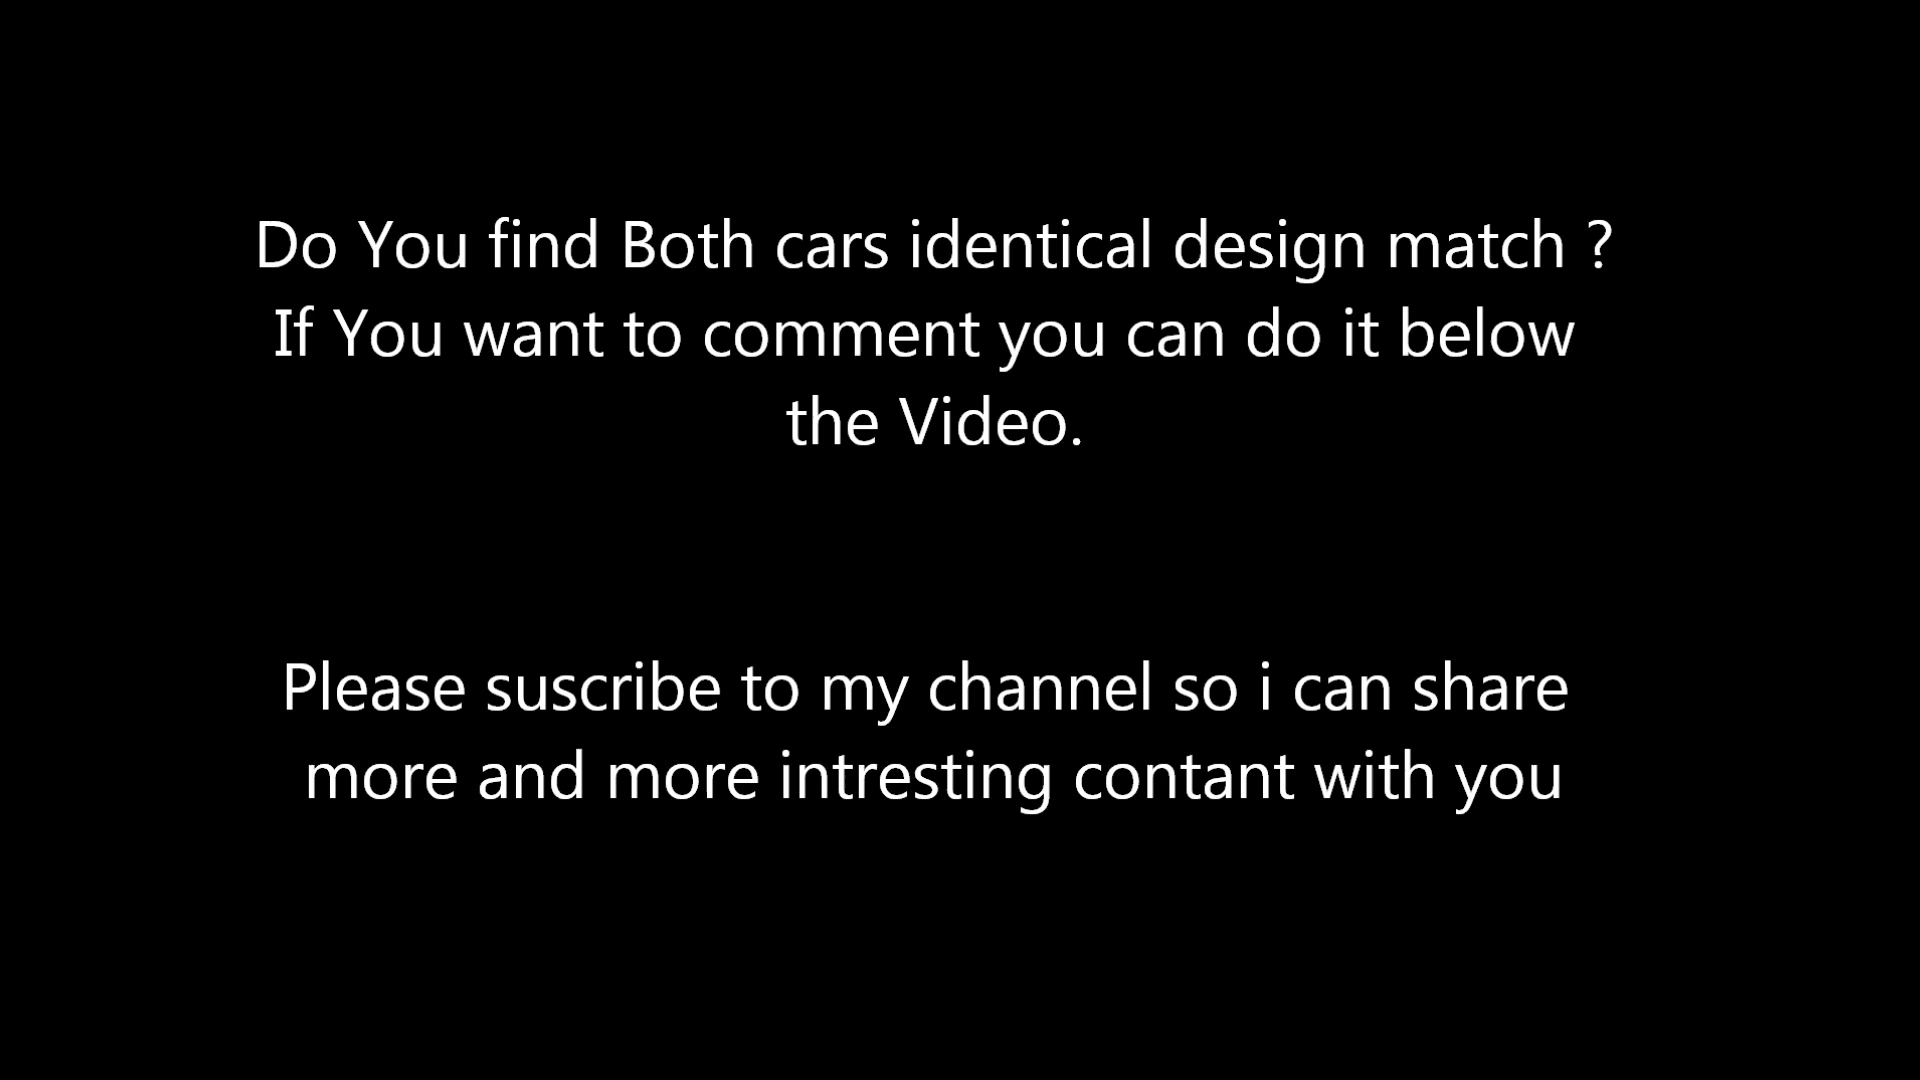 Do You find Both cars identical design match ?
If You want to comment you can do it below
the Video.
Please suscribe to my channel so i can share
more and more intresting contant with you